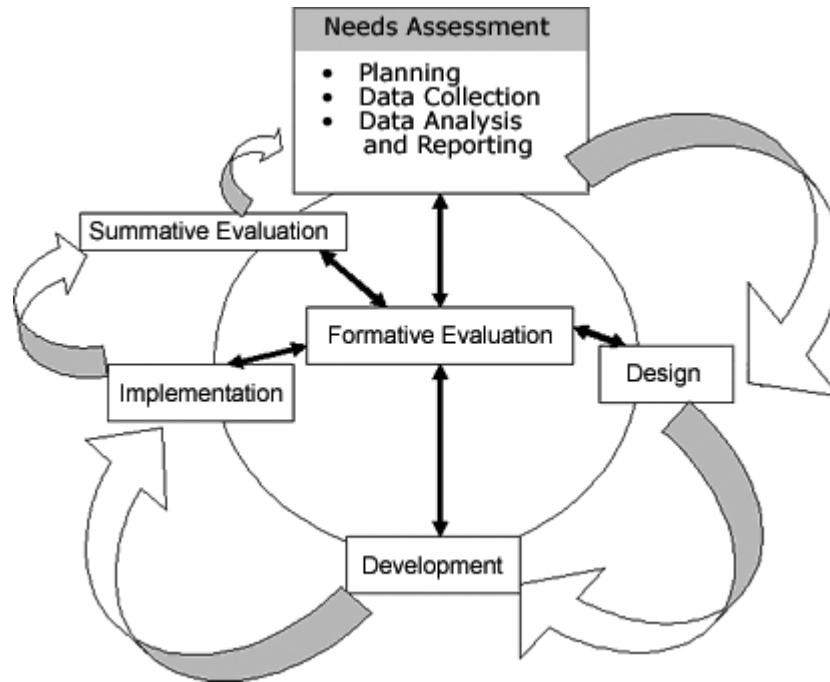 Needs Assessment
• Planning
• Data Collection
• Data Analysis
and Reporting
Summative Evaluation
Formative Evaluation
Design
Implementation
Development